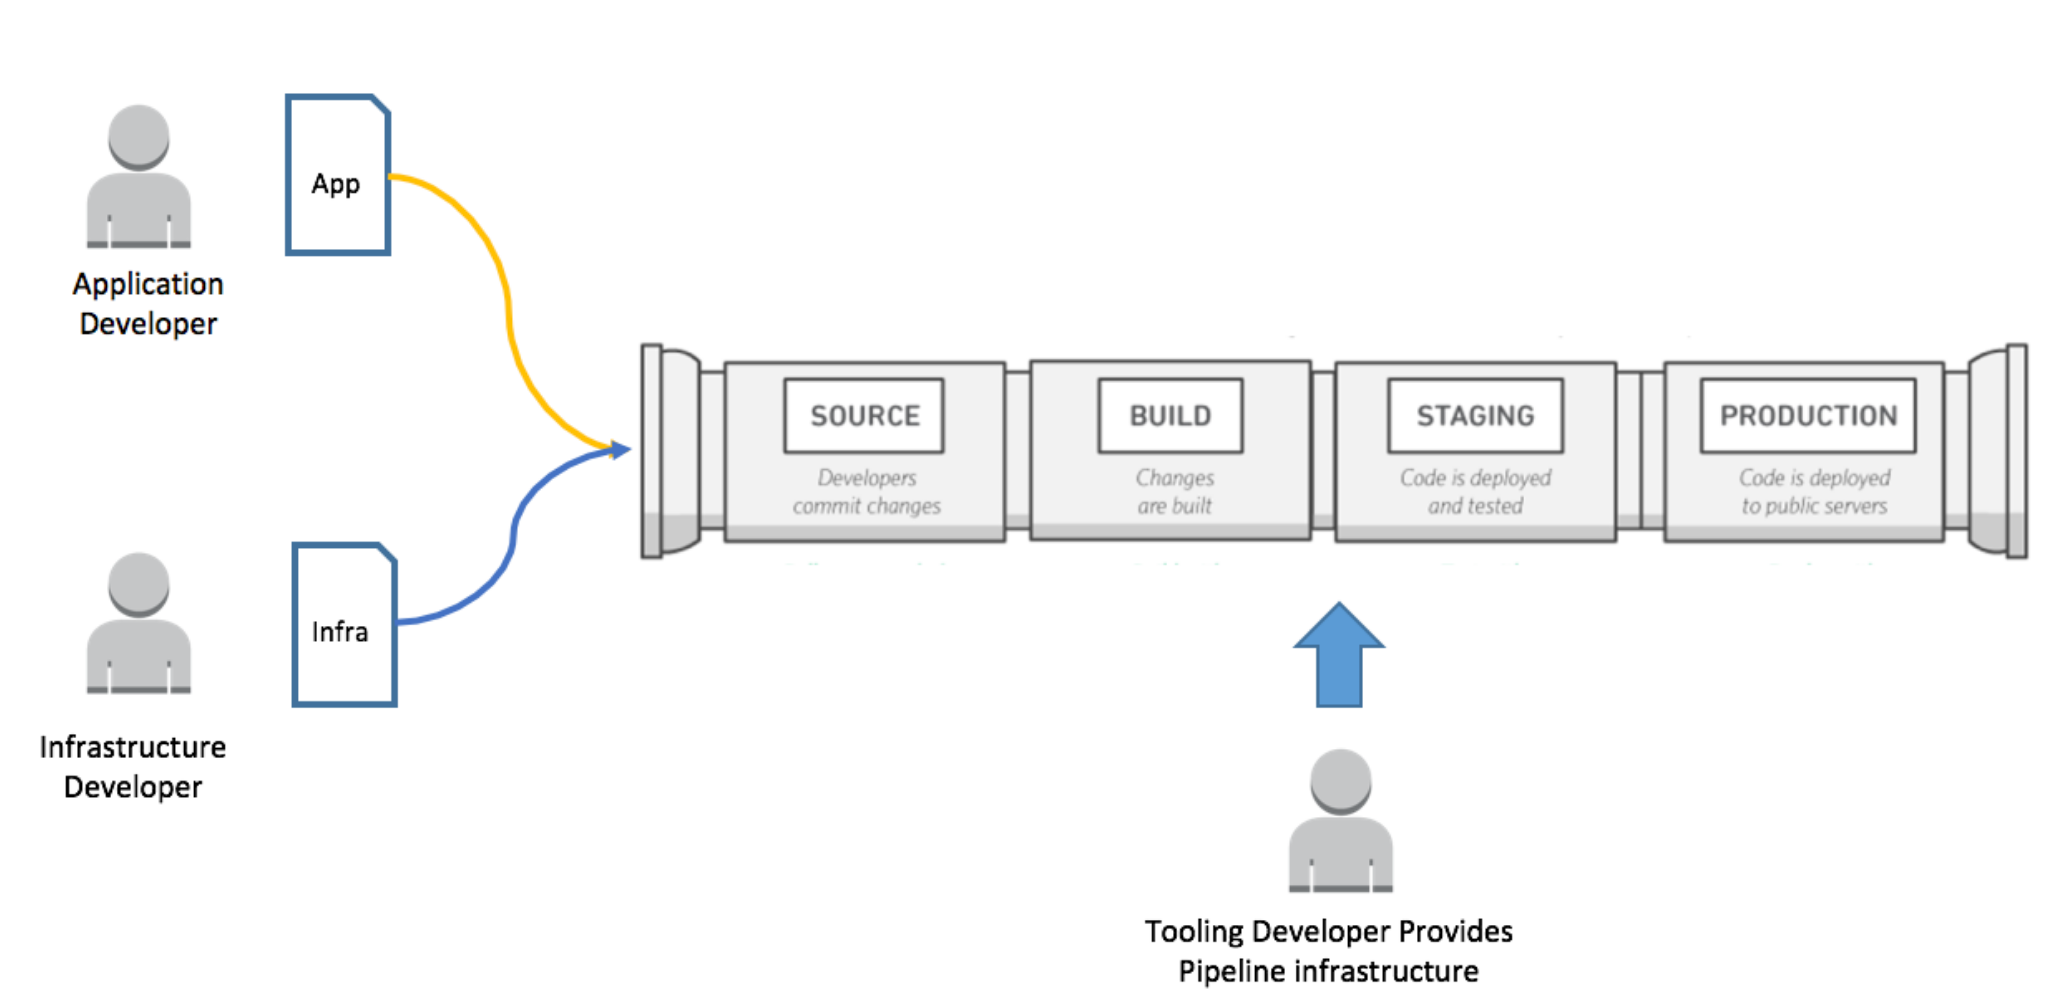 App
Application
Developer
SOURCE
Developers
commit changes
BUILD
Changes
are built
STAGING
Code is deployed
and tested
PRODUCTION
Code is deployed
to public servers
Infra
Infrastructure
Developer
Tooling Developer Provides
Pipeline infrastructure